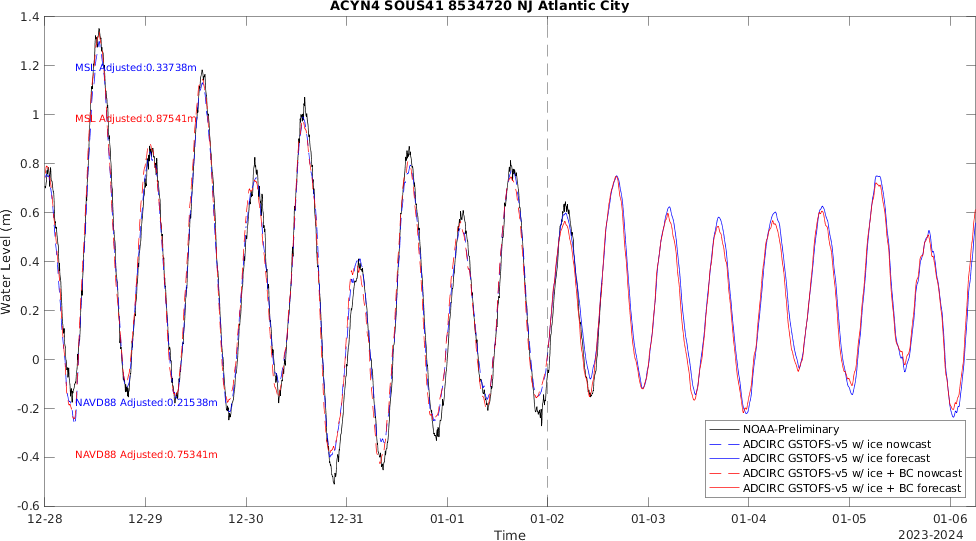 ACYN4 SOUS41 8534720 NJ Atlantic City
1.4
1.2
1
0.8
0.6
0.4
0.2
0
-0.2
-0.4
-0.6
Water Level (m)
MSL Adjusted:0.33738m
MSL Adjusted:0.87541m
NAVD88 Adjusted:0.21538m
NAVD88 Adjusted:0.75341m
NOAA-Preliminary
ADCIRC GSTOFS-v5 w/ ice nowcast
ADCIRC GSTOFS-v5 w/ ice forecast
ADCIRC GSTOFS-v5 w/ ice + BC nowcast
ADCIRC GSTOFS-v5 w/ ice + BC forecast
12-28 12-29 12-30 12-31 01-01 01-02 01-03 01-04 01-05 01-06
Time
2023-2024